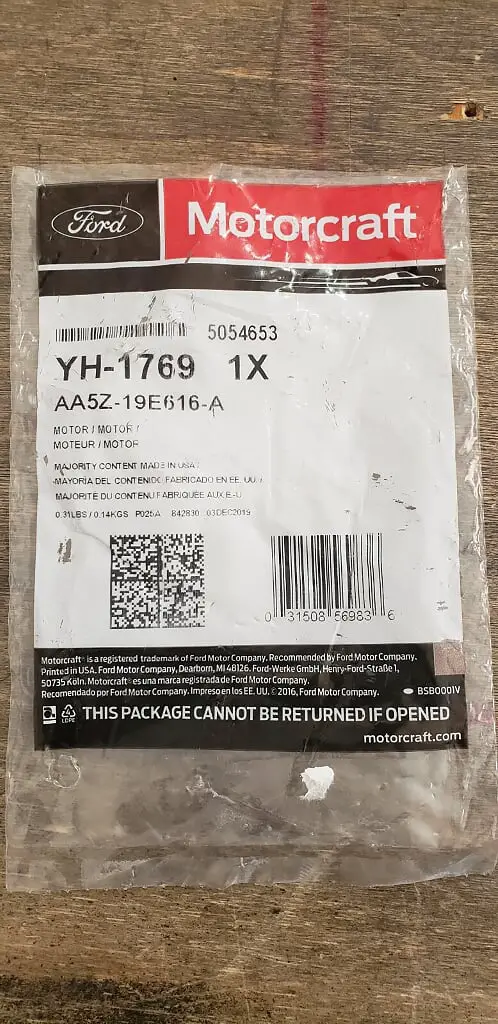 Ford
Motorcraft
TM
5054653
YH-1769 1X
AA5Z-19E616-A
MOTOR / MOTOR /
MOTEUR / MOTOR
MAJORITY CONTENT MADE IN USA /
MAYORÍA DEL CONTENIDO FABRICADO EN EE. UU. /
MAJORITÉ DU CONTENU FABRIQUÉE AUX E-U
0.31LBS / 0.14KGS P025A 842830 03DEC2019
0 31508 56983 6
Motorcraft® is a registered trademark of Ford Motor Company. Recommended by Ford Motor Company.
Printed in USA. Ford Motor Company, Dearborn, MI 48126. Ford-Werke GmbH, Henry-Ford-Straße 1,
50735 Köln. Motorcraft® es una marca registrada de Ford Motor Company.
Recomendado por Ford Motor Company. Impreso en los EE. UU. © 2016, Ford Motor Company.
BSB0001V
LDPE
THIS PACKAGE CANNOT BE RETURNED IF OPENED
motorcraft.com